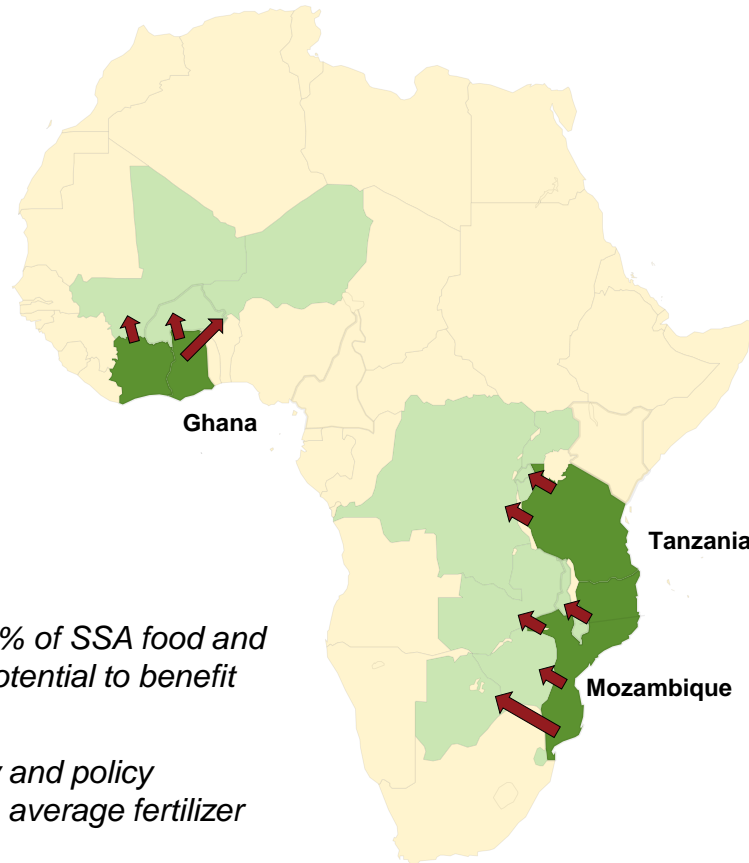 Ghana
Tanzania
% of SSA food and
otential to benefit
Mozambique
and policy
average fertilizer